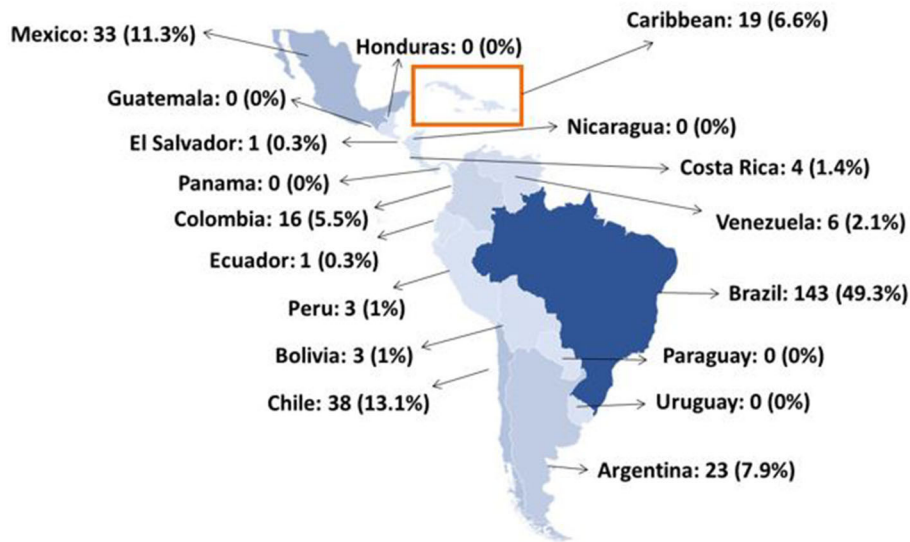 Caribbean: 19 (6.6%)
Mexico: 33 (11.3%)
Honduras: 0 (0%)
Guatemala: 0 (0%)
Nicaragua: 0 (0%)
El Salvador: 1 (0.3%)
Costa Rica: 4 (1.4%)
Panama: 0 (0%)
Colombia: 16 (5.5%)
Venezuela: 6 (2.1%)
Ecuador: 1 (0.3%)
Brazil: 143 (49.3%)
Peru: 3 (1%)
Bolivia: 3 (1%)
Paraguay: 0 (0%)
Chile: 38 (13.1%)
Uruguay: 0 (0%)
Argentina: 23 (7.9%)